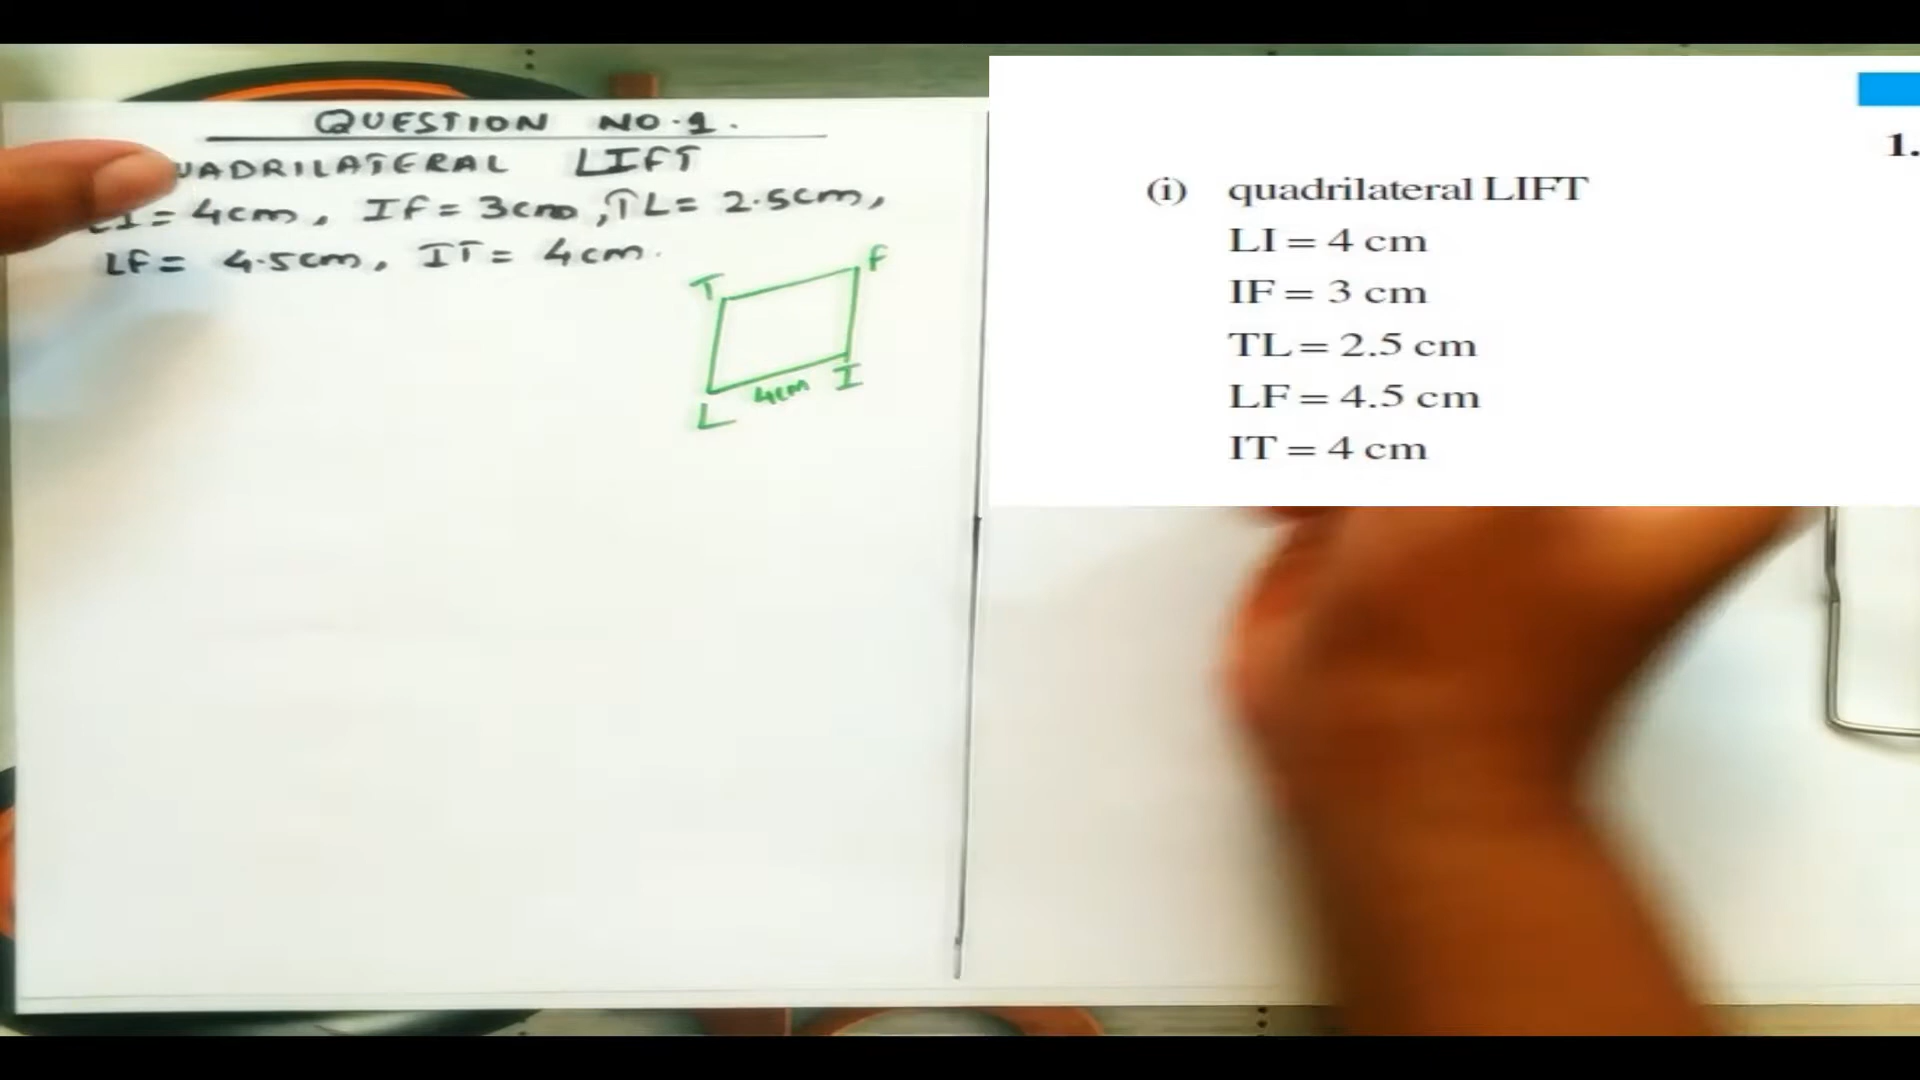 QUESTION NO.1.
UADRILATERAL LIFT
LI = 4cm, IF = 3cm, TL = 2.5cm,
LF = 4.5cm, IT = 4cm.
T
F
4cm
I
L
1.
(i) quadrilateral LIFT
LI = 4 cm
IF = 3 cm
TL = 2.5 cm
LF = 4.5 cm
IT = 4 cm